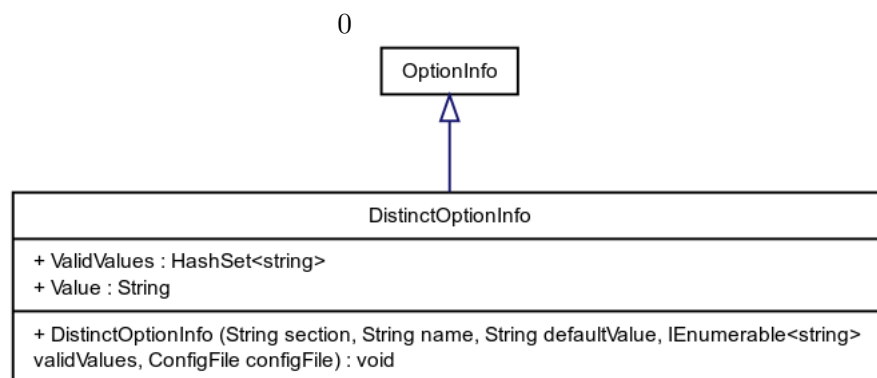 0
OptionInfo
DistinctOptionInfo
+ ValidValues : HashSet<string>
+ Value : String
+ DistinctOptionInfo (String section, String name, String defaultValue, IEnumerable<string>
validValues, ConfigFile configFile) : void